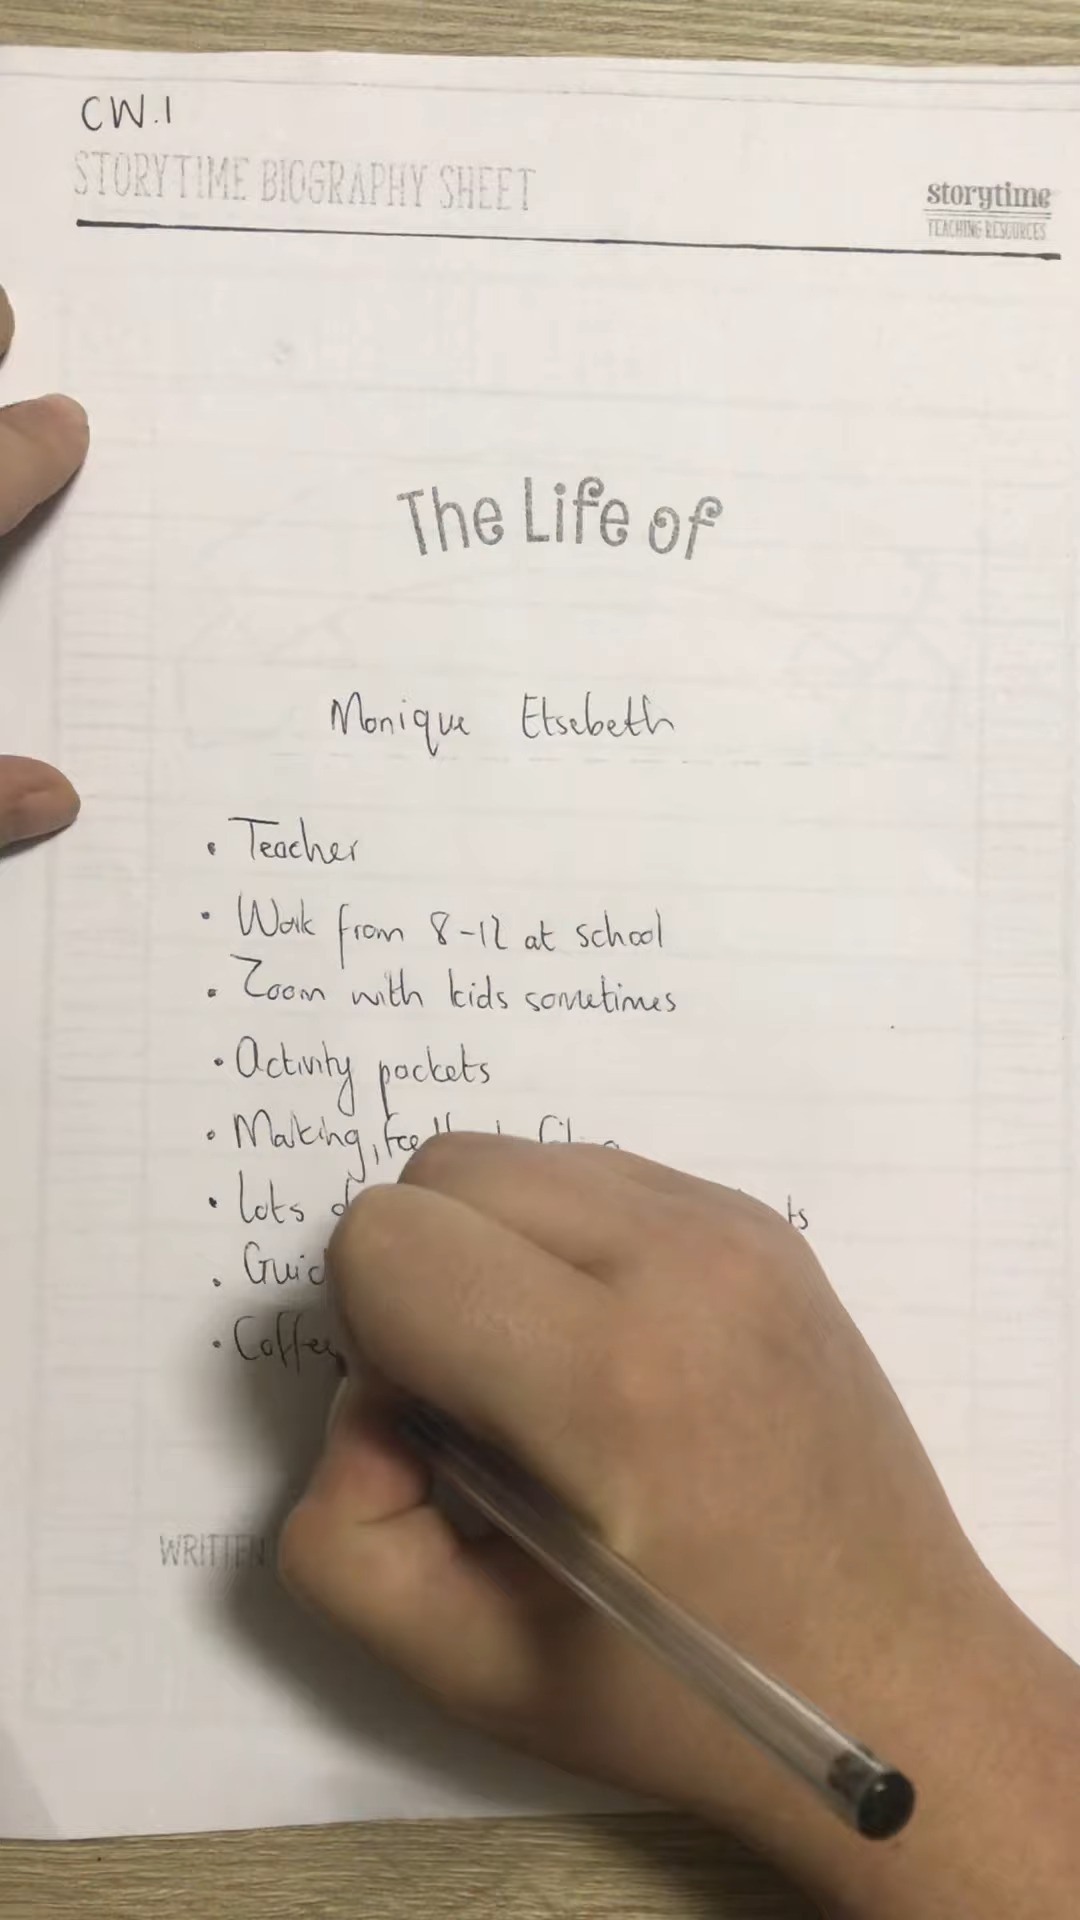 CW.1
STORYTIME BIOGRAPHY SHEET
storytime
TEACHING RESOURCES
The Life of
Monique Etsebeth
• Teacher
• Work from 8-12 at school
• Zoom with kids sometimes
• Activity packets
• Making,
• Lots
•
• Coffee